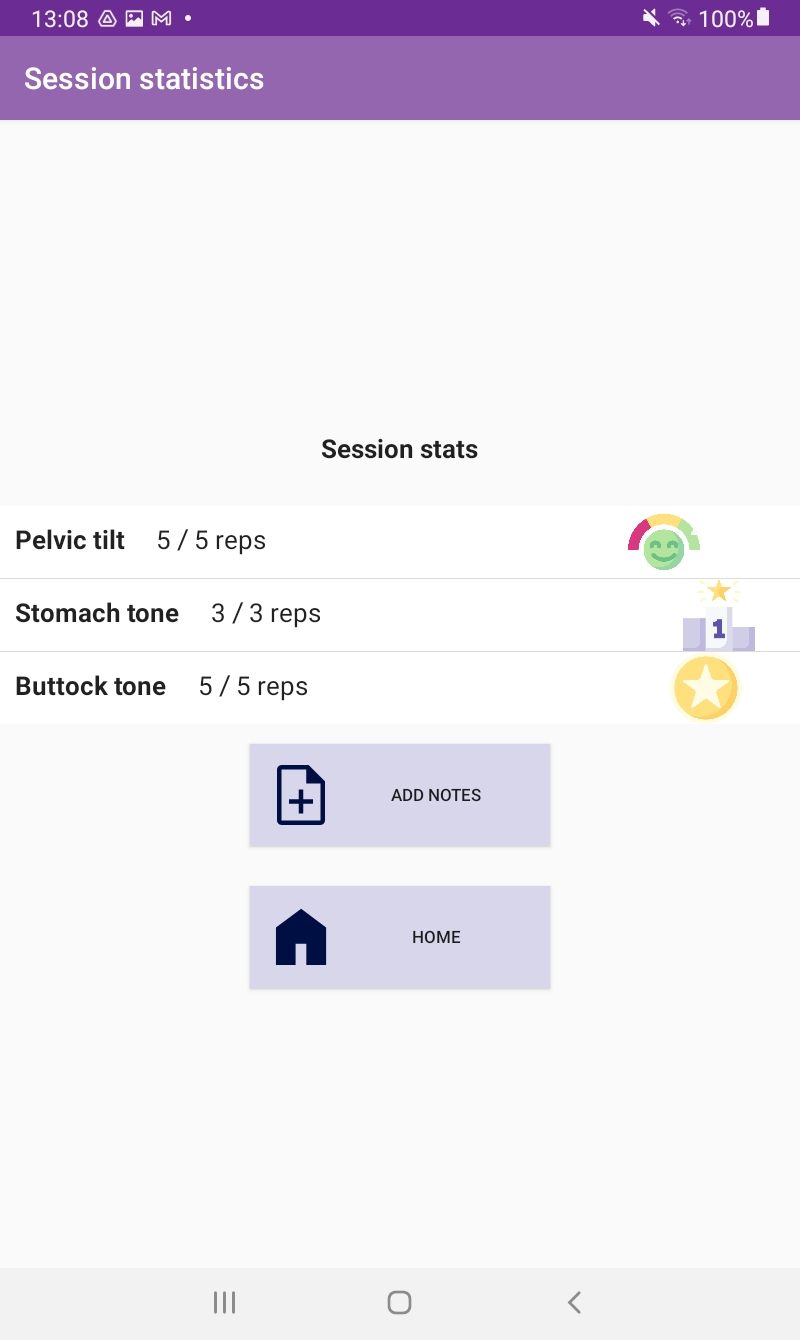 13:08 100%
Session statistics
Session stats
Pelvic tilt 5 / 5 reps
Stomach tone 3 / 3 reps
1
Buttock tone 5 / 5 reps
ADD NOTES
HOME